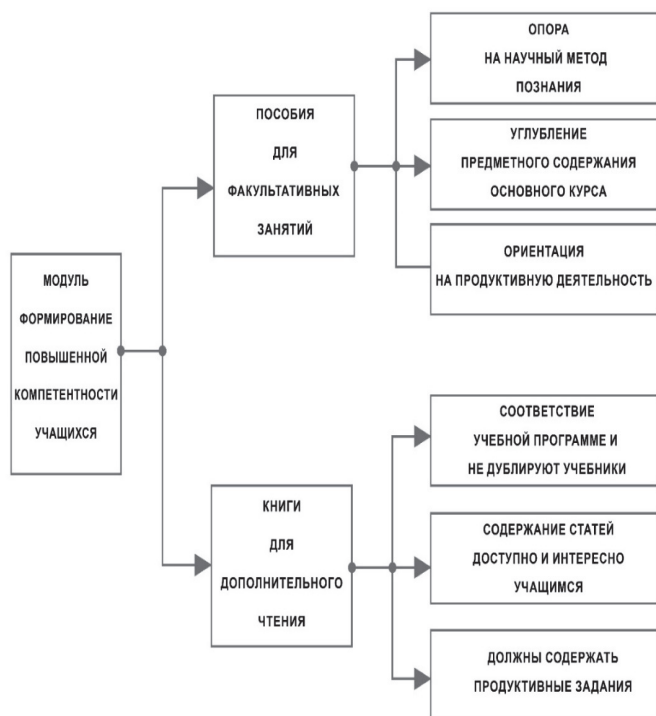 МОДУЛЬ
ФОРМИРОВАНИЕ
ПОВЫШЕННОЙ
КОМПЕТЕНТНОСТИ
УЧАЩИХСЯ
ПОСОБИЯ
ДЛЯ
ФАКУЛЬТАТИВНЫХ
ЗАНЯТИЙ
ОПОРА
НА НАУЧНЫЙ МЕТОД
ПОЗНАНИЯ
УГЛУБЛЕНИЕ
ПРЕДМЕТНОГО СОДЕРЖАНИЯ
ОСНОВНОГО КУРСА
ОРИЕНТАЦИЯ
НА ПРОДУКТИВНУЮ ДЕЯТЕЛЬНОСТЬ
КНИГИ
ДЛЯ
ДОПОЛНИТЕЛЬНОГО
ЧТЕНИЯ
СООТВЕТСТВИЕ
УЧЕБНОЙ ПРОГРАММЕ И
НЕ ДУБЛИРУЮТ УЧЕБНИКИ
СОДЕРЖАНИЕ СТАТЕЙ
ДОСТУПНО И ИНТЕРЕСНО
УЧАЩИМСЯ
ДОЛЖНЫ СОДЕРЖАТЬ
ПРОДУКТИВНЫЕ ЗАДАНИЯ